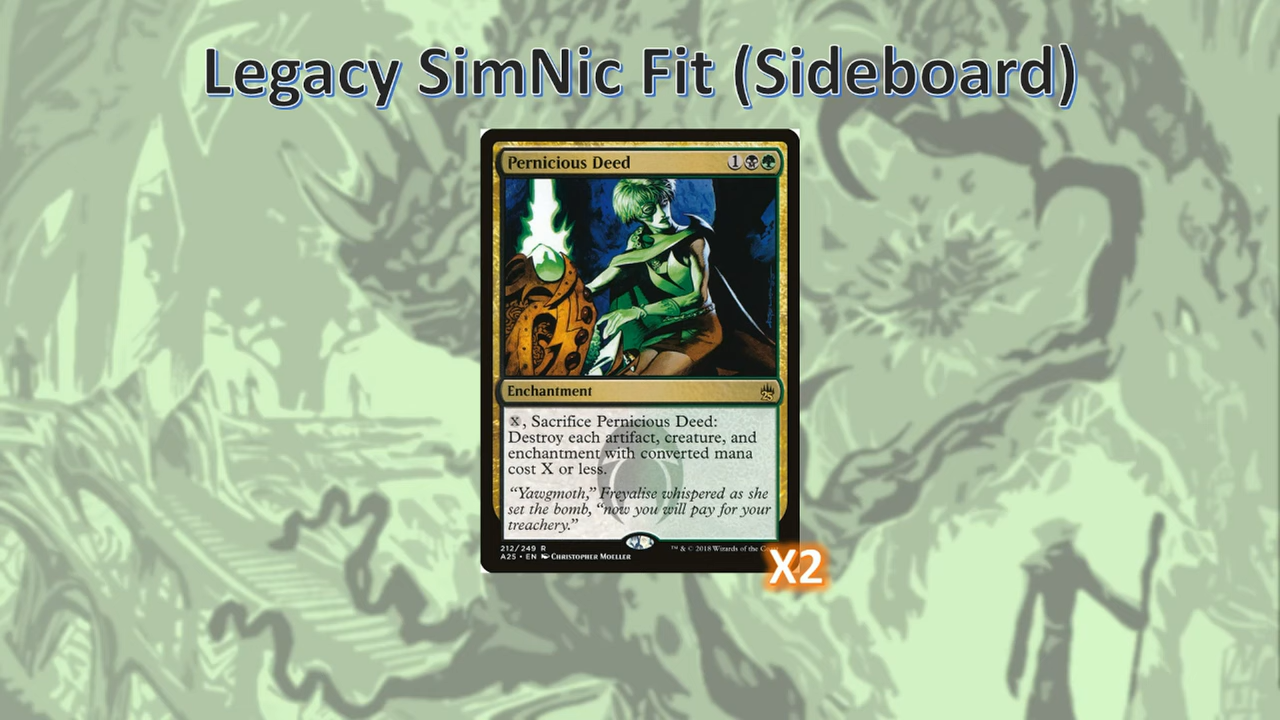 Legacy SimNic Fit (Sideboard)
Pernicious Deed 1
Enchantment
X, Sacrifice Pernicious Deed:
Destroy each artifact, creature, and
enchantment with converted mana
cost X or less.
"Yawgmoth," Freyalise whispered as she
set the bomb, "now you will pay for your
treachery."
212/249 R
™ & © 2018 Wizards of the
A25 • EN Christopher Moeller
X2